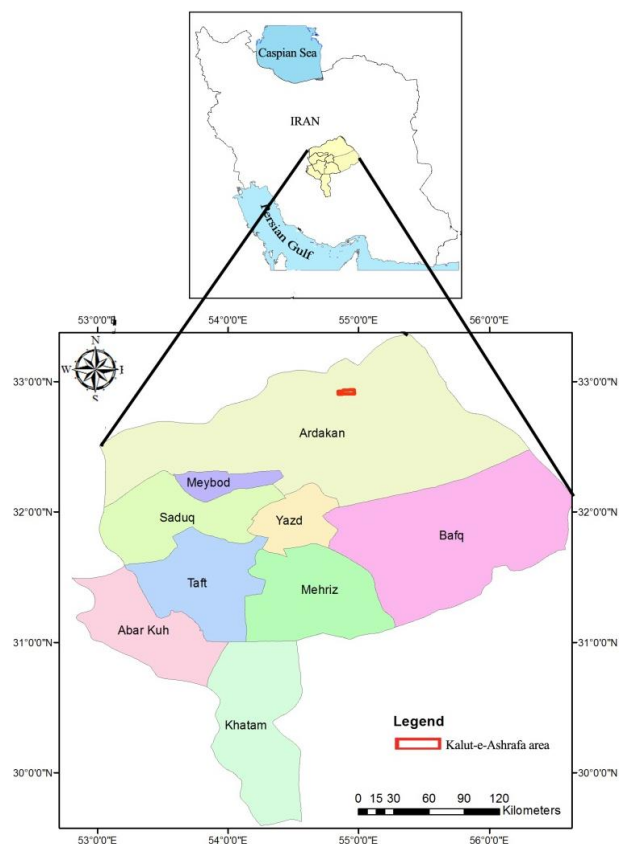 Caspian Sea
IRAN
Persian Gulf
53°0'0"E 54°0'0"E 55°0'0"E 56°0'0"E
N
W E
S
33°0'0"N 33°0'0"N
Ardakan
Meybod
Saduq
Yazd
32°0'0"N 32°0'0"N
Bafq
Taft
Mehriz
Abar Kuh
31°0'0"N 31°0'0"N
Khatam
Legend
Kalut-e-Ashrafa area
30°0'0"N 30°0'0"N
0 15 30 60 90 120
Kilometers
53°0'0"E 54°0'0"E 55°0'0"E 56°0'0"E